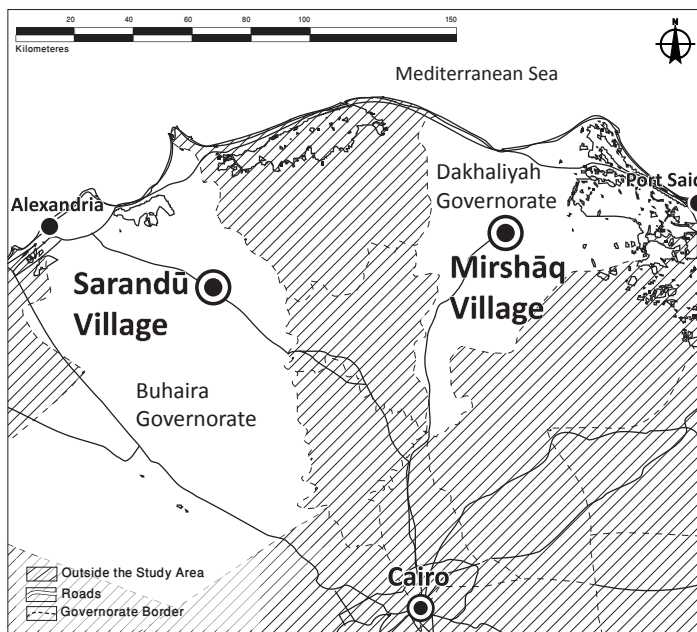 20 40 60 80 100 150
Kilometeres
N
Mediterranean Sea
Dakhaliyah
Governorate
Port Said
Alexandria
Mirshāq
Village
Sarandū
Village
Buhaira
Governorate
Cairo
Outside the Study Area
Roads
Governorate Border